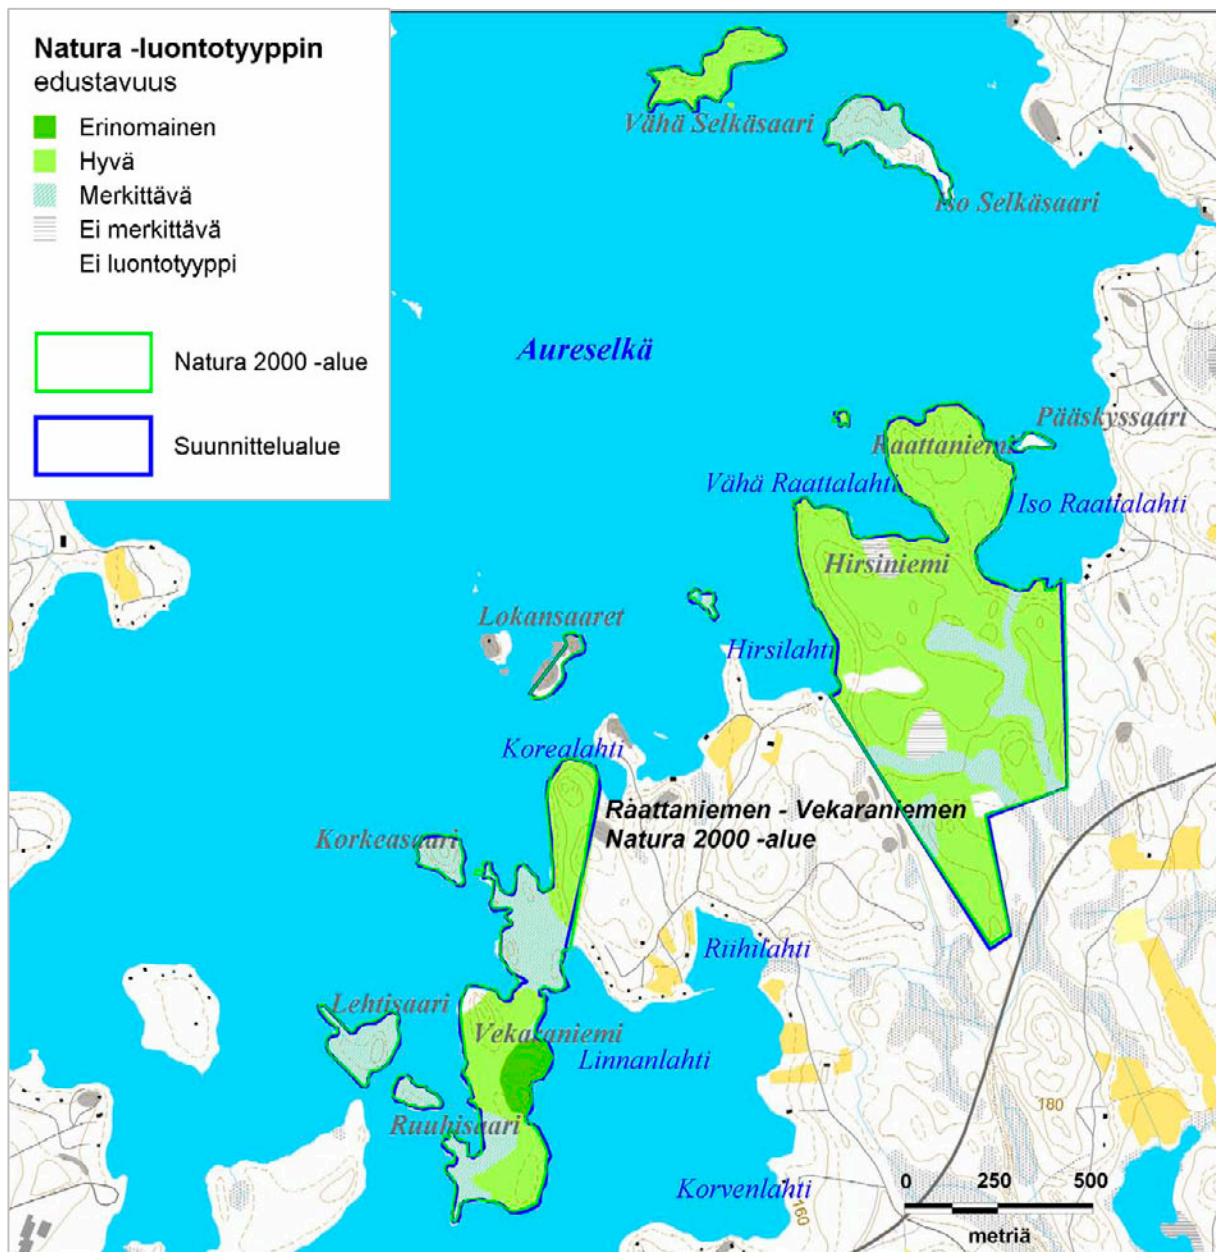 Natura -luontotyyppin
edustavuus
Erinomainen
Hyvä
Merkittävä
Ei merkittävä
Ei luontotyyppi
Natura 2000 -alue
Suunnittelualue
Vähä Selkäsaari
Iso Selkäsaari
Aureselkä
Pääskyssaari
Raattaniemi
Vähä Raattalahti
Iso Raattalahti
Hirsiniemi
Lokansaaret
Hirsilahti
Korealahti
Raattaniemen - Vekaraniemen
Natura 2000 -alue
Korkeasaari
Riihilahti
Lehtisaari
Vekaraniemi
Linnanlahti
Ruuhisaari
180
Korvenlahti
160
0 250 500
metriä